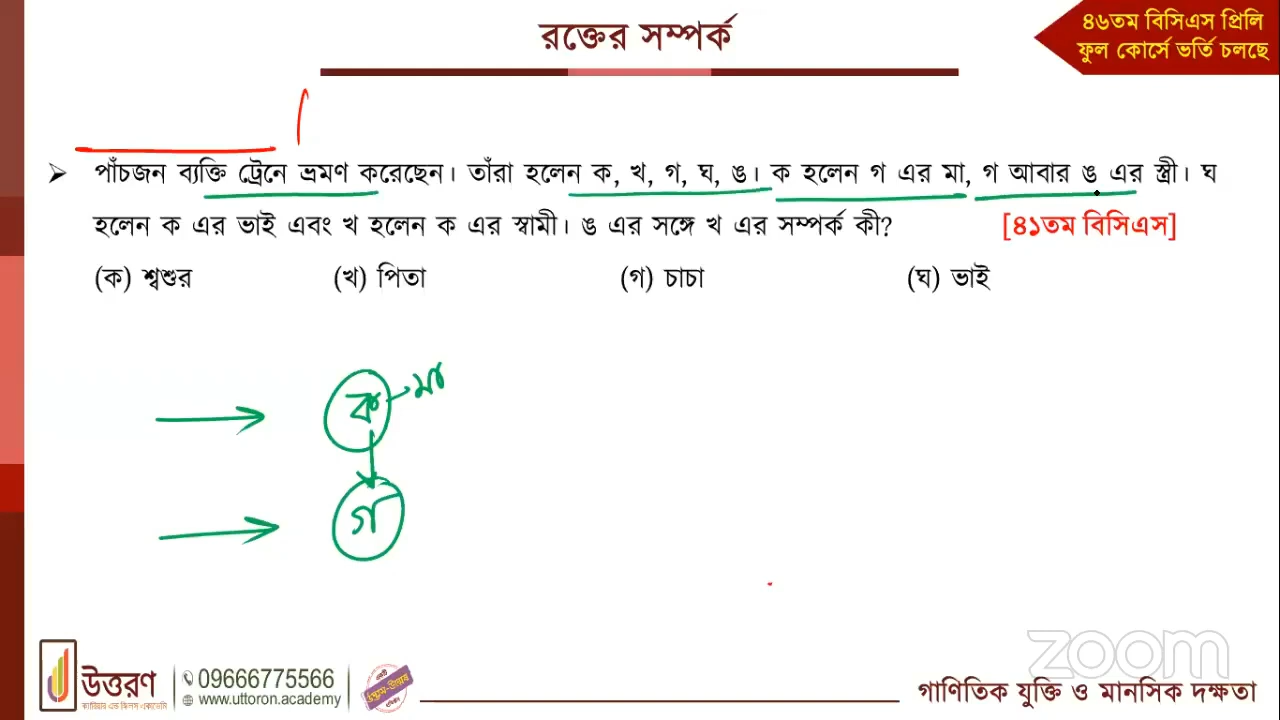 রক্তের সম্পর্ক
৪৬তম বিসিএস প্রিলি
ফুল কোর্সে ভর্তি চলছে
➢ পাঁচজন ব্যক্তি ট্রেনে ভ্রমণ করেছেন। তাঁরা হলেন ক, খ, গ, ঘ, ঙ। ক হলেন গ এর মা, গ আবার ঙ এর স্ত্রী। ঘ
হলেন ক এর ভাই এবং খ হলেন ক এর স্বামী। ঙ এর সঙ্গে খ এর সম্পর্ক কী? [৪১তম বিসিএস]
(ক) শ্বশুর (খ) পিতা (গ) চাচা (ঘ) ভাই
ক মা
গ
zoom
উত্তরণ
09666775566
www.uttoron.academy
গাণিতিক যুক্তি ও মানসিক দক্ষতা